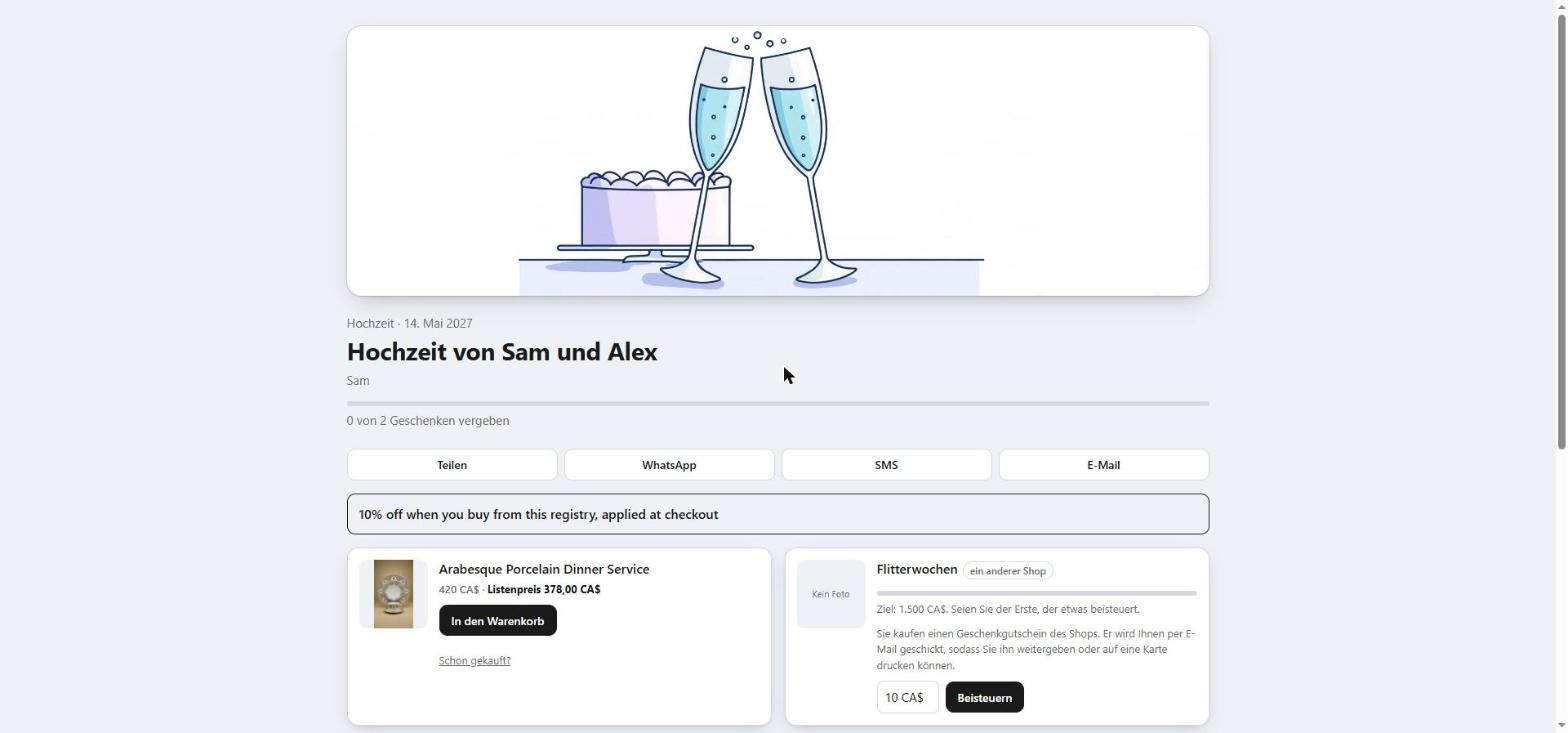 Hochzeit · 14. Mai 2027
Hochzeit von Sam und Alex
Sam
0 von 2 Geschenken vergeben
Teilen
WhatsApp
SMS
E-Mail
10% off when you buy from this registry, applied at checkout
Arabesque Porcelain Dinner Service
420 CA$ · Listenpreis 378,00 CA$
In den Warenkorb
Schon gekauft?
Kein Foto
Flitterwochen ein anderer Shop
Ziel: 1.500 CA$. Seien Sie der Erste, der etwas beisteuert.
Sie kaufen einen Geschenkgutschein des Shops. Er wird Ihnen per E-
Mail geschickt, sodass Sie ihn weitergeben oder auf eine Karte
drucken können.
10 CA$
Beisteuern